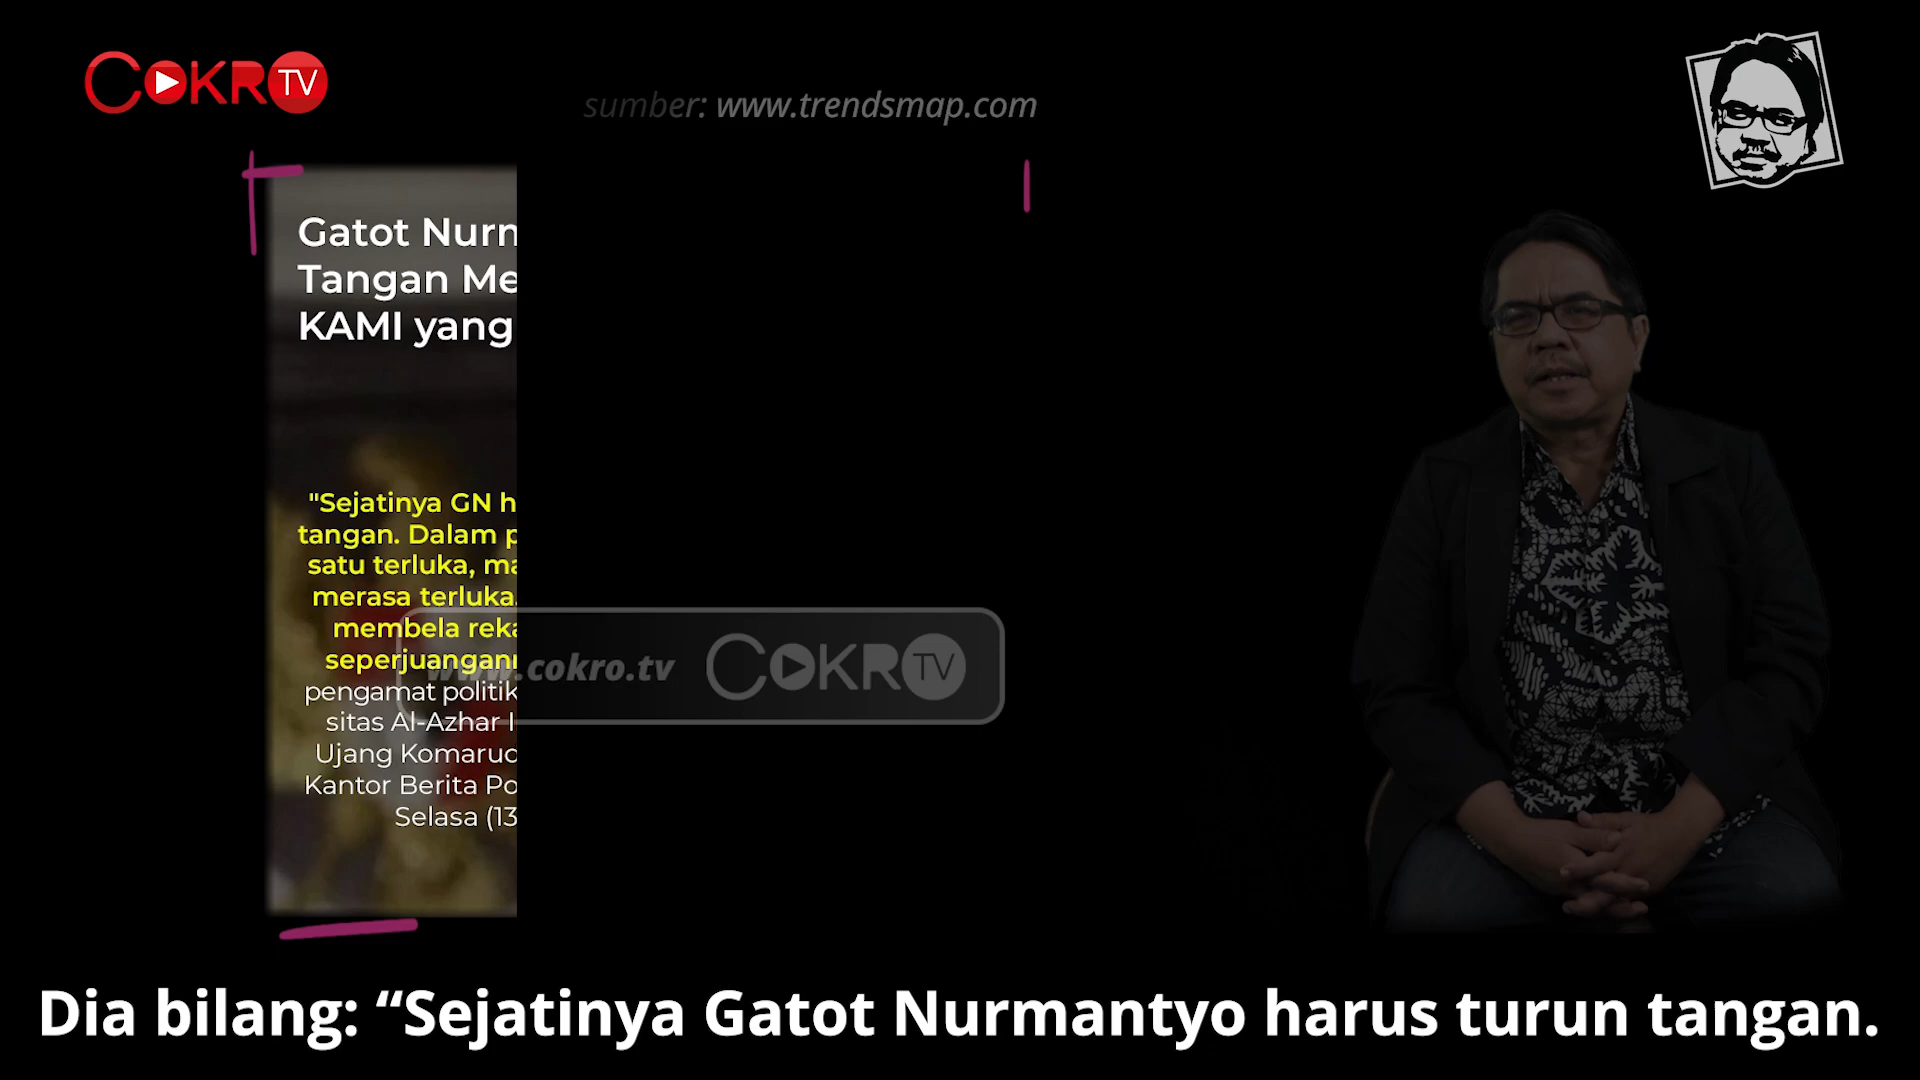 COKRO TV
sumber: www.trendsmap.com
Gatot Nurm
Tangan Me
KAMI yang
"Sejatinya GN h
tangan. Dalam p
satu terluka, ma
merasa terluka.
membela reka
seperjuangann
pengamat politik
sitas Al-Azhar I
Ujang Komaruc
Kantor Berita Po
Selasa (13
www.cokro.tv COKRO TV
Dia bilang: “Sejatinya Gatot Nurmantyo harus turun tangan.